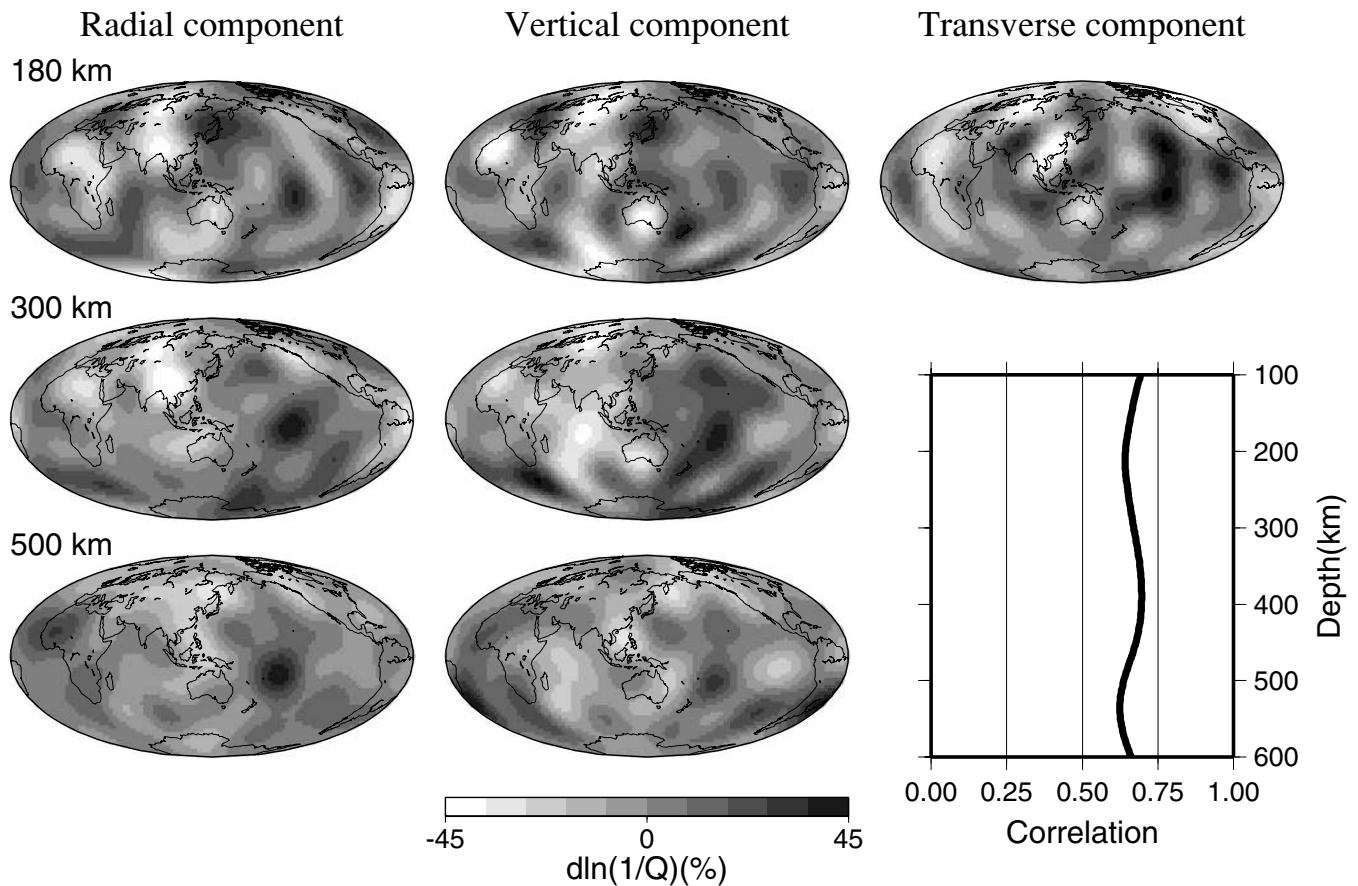 Radial component
Vertical component
Transverse component
180 km
300 km
500 km
-45 0 45
dln(1/Q)(%)
100
200
300
400
500
600
Depth(km)
0.00 0.25 0.50 0.75 1.00
Correlation